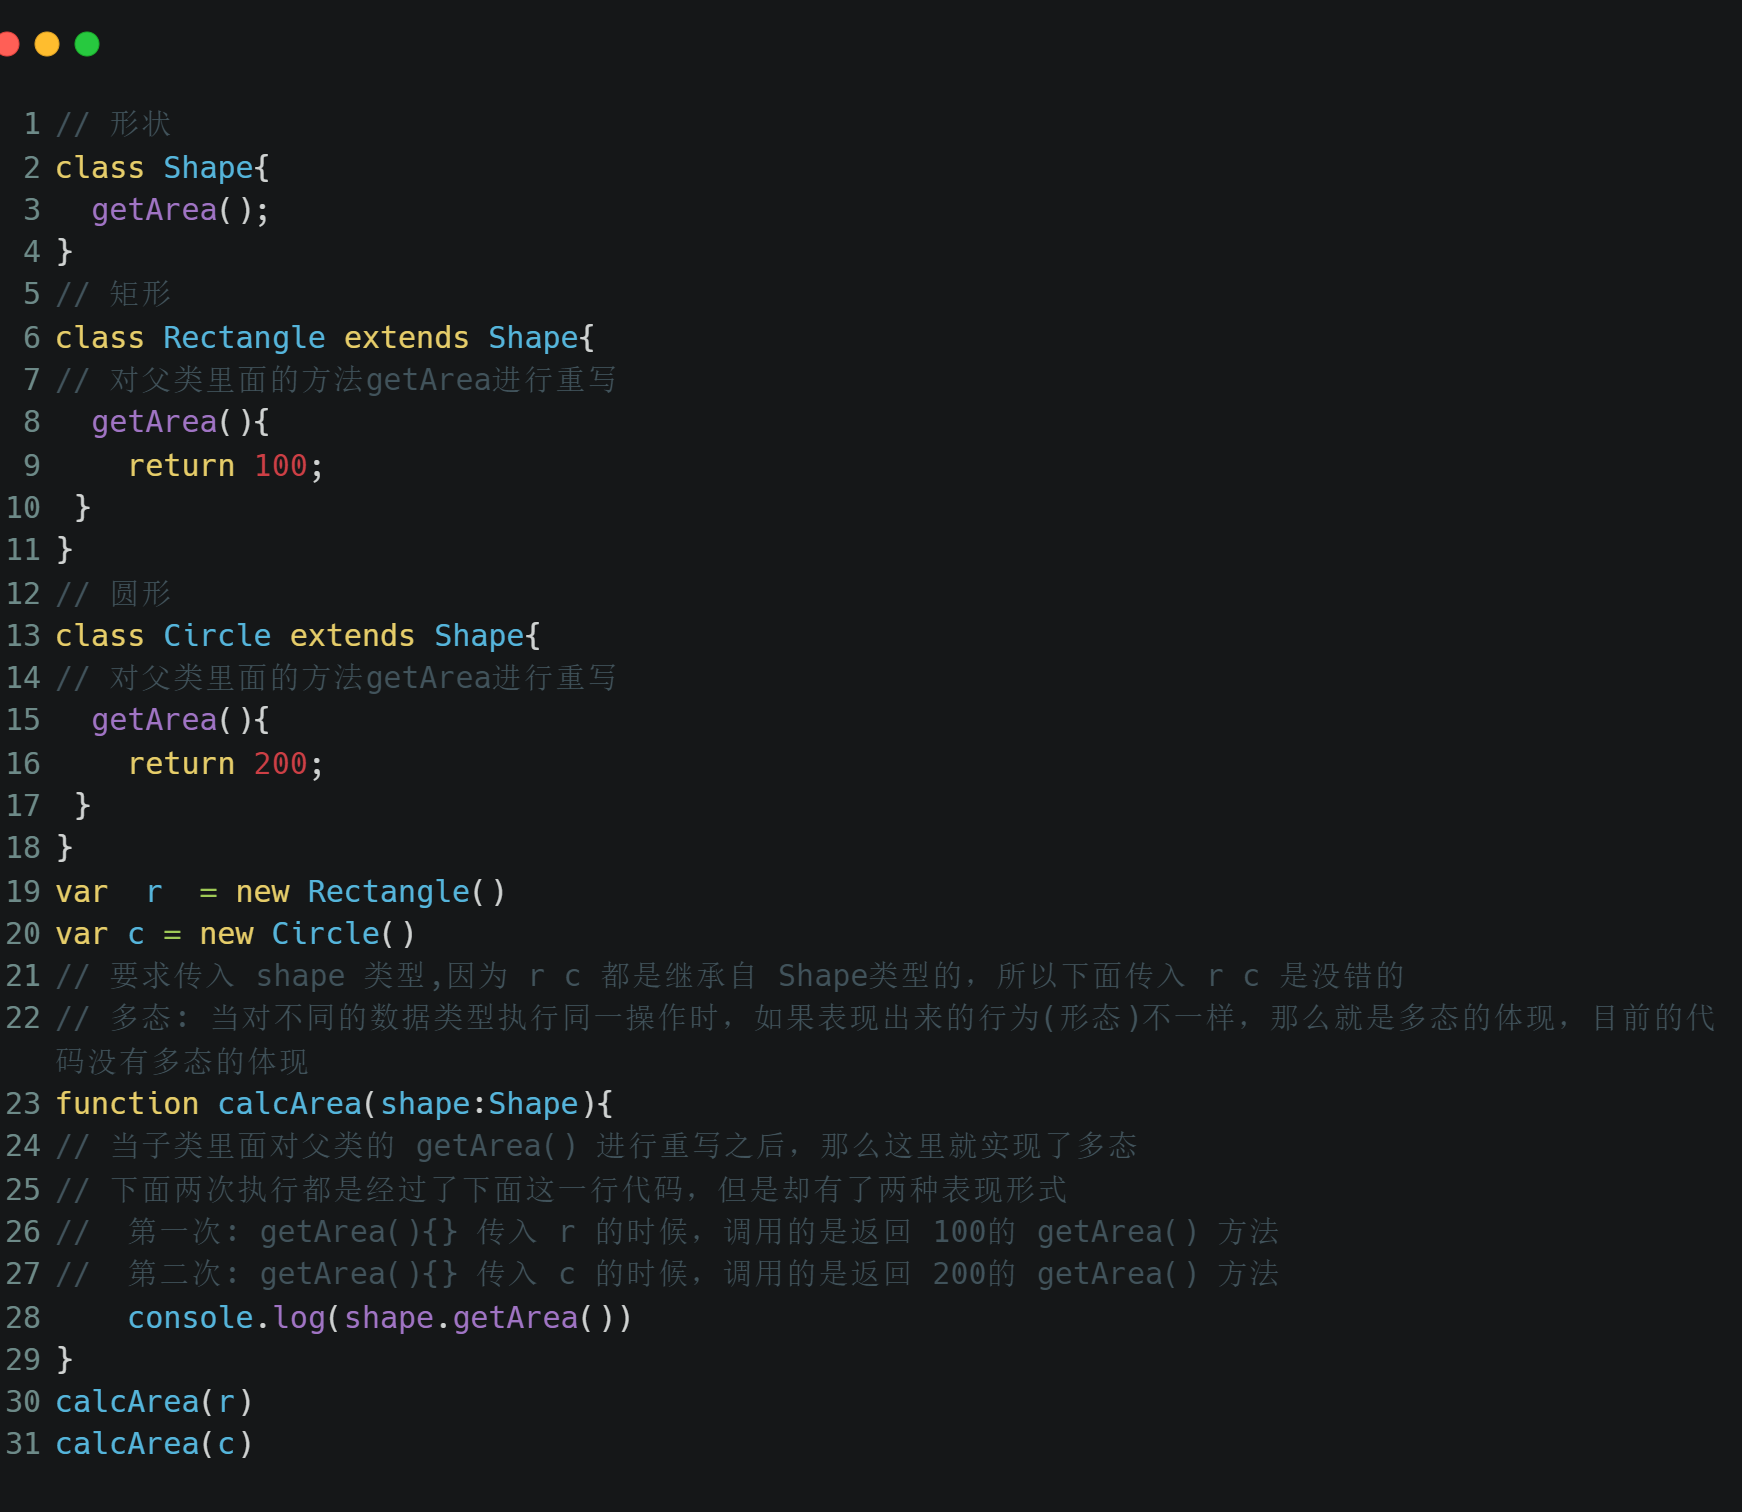 1 // 形状
2 class Shape{
3   getArea();
4 }
5 // 矩形
6 class Rectangle extends Shape{
7 // 对父类里面的方法getArea进行重写
8   getArea(){
9     return 100;
10  }
11 }
12 // 圆形
13 class Circle extends Shape{
14 // 对父类里面的方法getArea进行重写
15   getArea(){
16     return 200;
17  }
18 }
19 var  r  = new Rectangle()
20 var c = new Circle()
21 // 要求传入 shape 类型,因为 r c 都是继承自 Shape类型的，所以下面传入 r c 是没错的
22 // 多态: 当对不同的数据类型执行同一操作时，如果表现出来的行为(形态)不一样，那么就是多态的体现，目前的代
码没有多态的体现
23 function calcArea(shape:Shape){
24 // 当子类里面对父类的 getArea() 进行重写之后，那么这里就实现了多态
25 // 下面两次执行都是经过了下面这一行代码，但是却有了两种表现形式
26 //  第一次: getArea(){} 传入 r 的时候，调用的是返回 100的 getArea() 方法
27 //  第二次: getArea(){} 传入 c 的时候，调用的是返回 200的 getArea() 方法
28     console.log(shape.getArea())
29 }
30 calcArea(r)
31 calcArea(c)